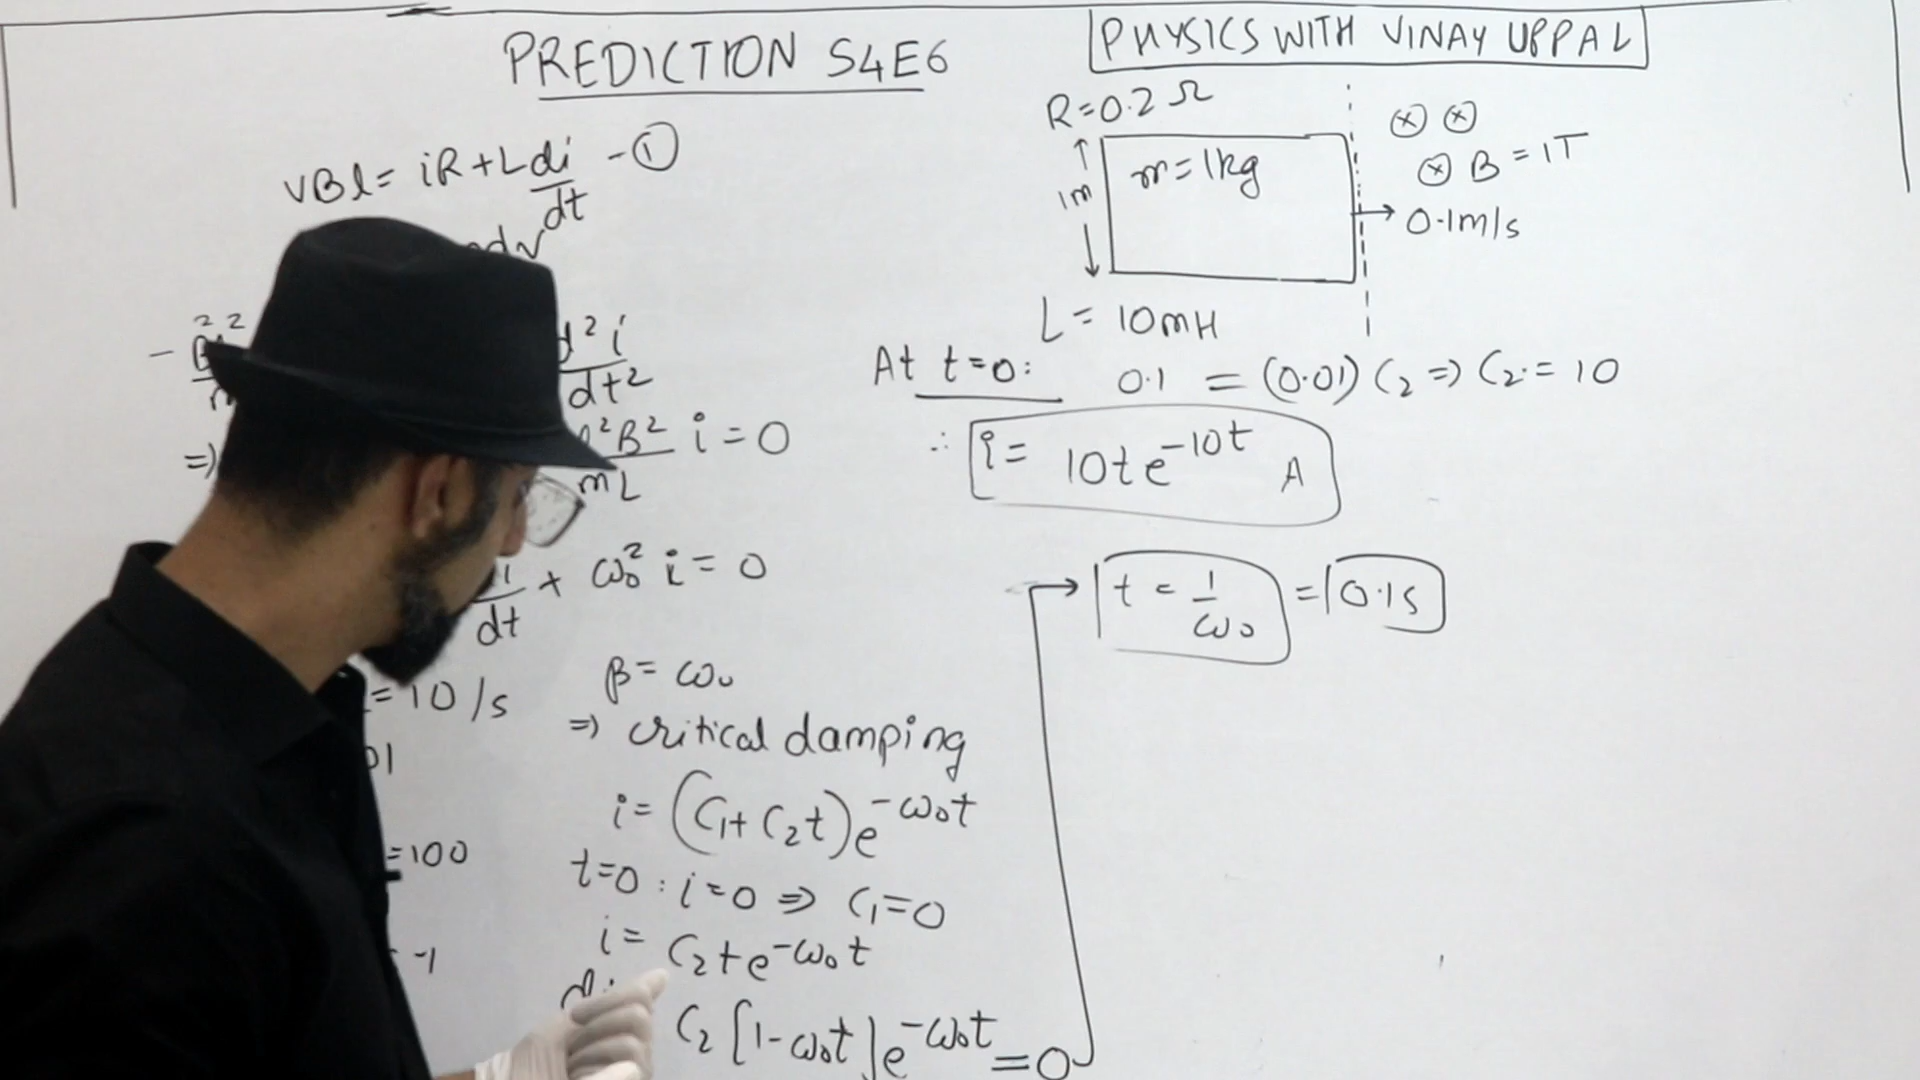 PREDICTION S4E6
PHYSICS WITH VINAY UPPAL
vBl = iR + L di/dt - ①
dv
d²i/dt²
l²B²/mL i = 0
dt + ω₀² i = 0
= 10 /s
= 100
-1
β = ω₀
⇒ critical damping
i = (C₁ + C₂t)e^{-ω₀t}
t=0 : i=0 ⇒ C₁=0
i = C₂te^{-ω₀t}
C₂[1-ω₀t]e^{-ω₀t} = 0
R = 0.2 Ω
1m
m = 1kg
⊗ ⊗
⊗ B = 1T
→ 0.1m/s
L = 10mH
At t=0: 0.1 = (0.01) C₂ ⇒ C₂ = 10
∴ i = 10te^{-10t} A
t = 1/ω₀ = 0.1s